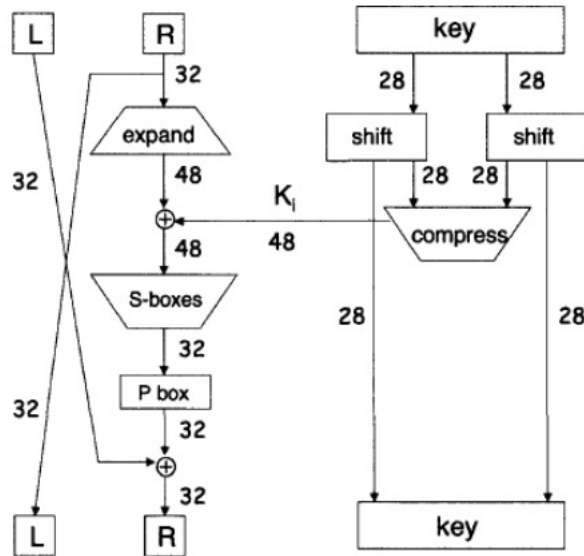 L R key
32 28 28
expand shift shift
32 48 28 28
Kᵢ
48 48 compress
S-boxes
28 28
32
P box
32 32
32
L R key